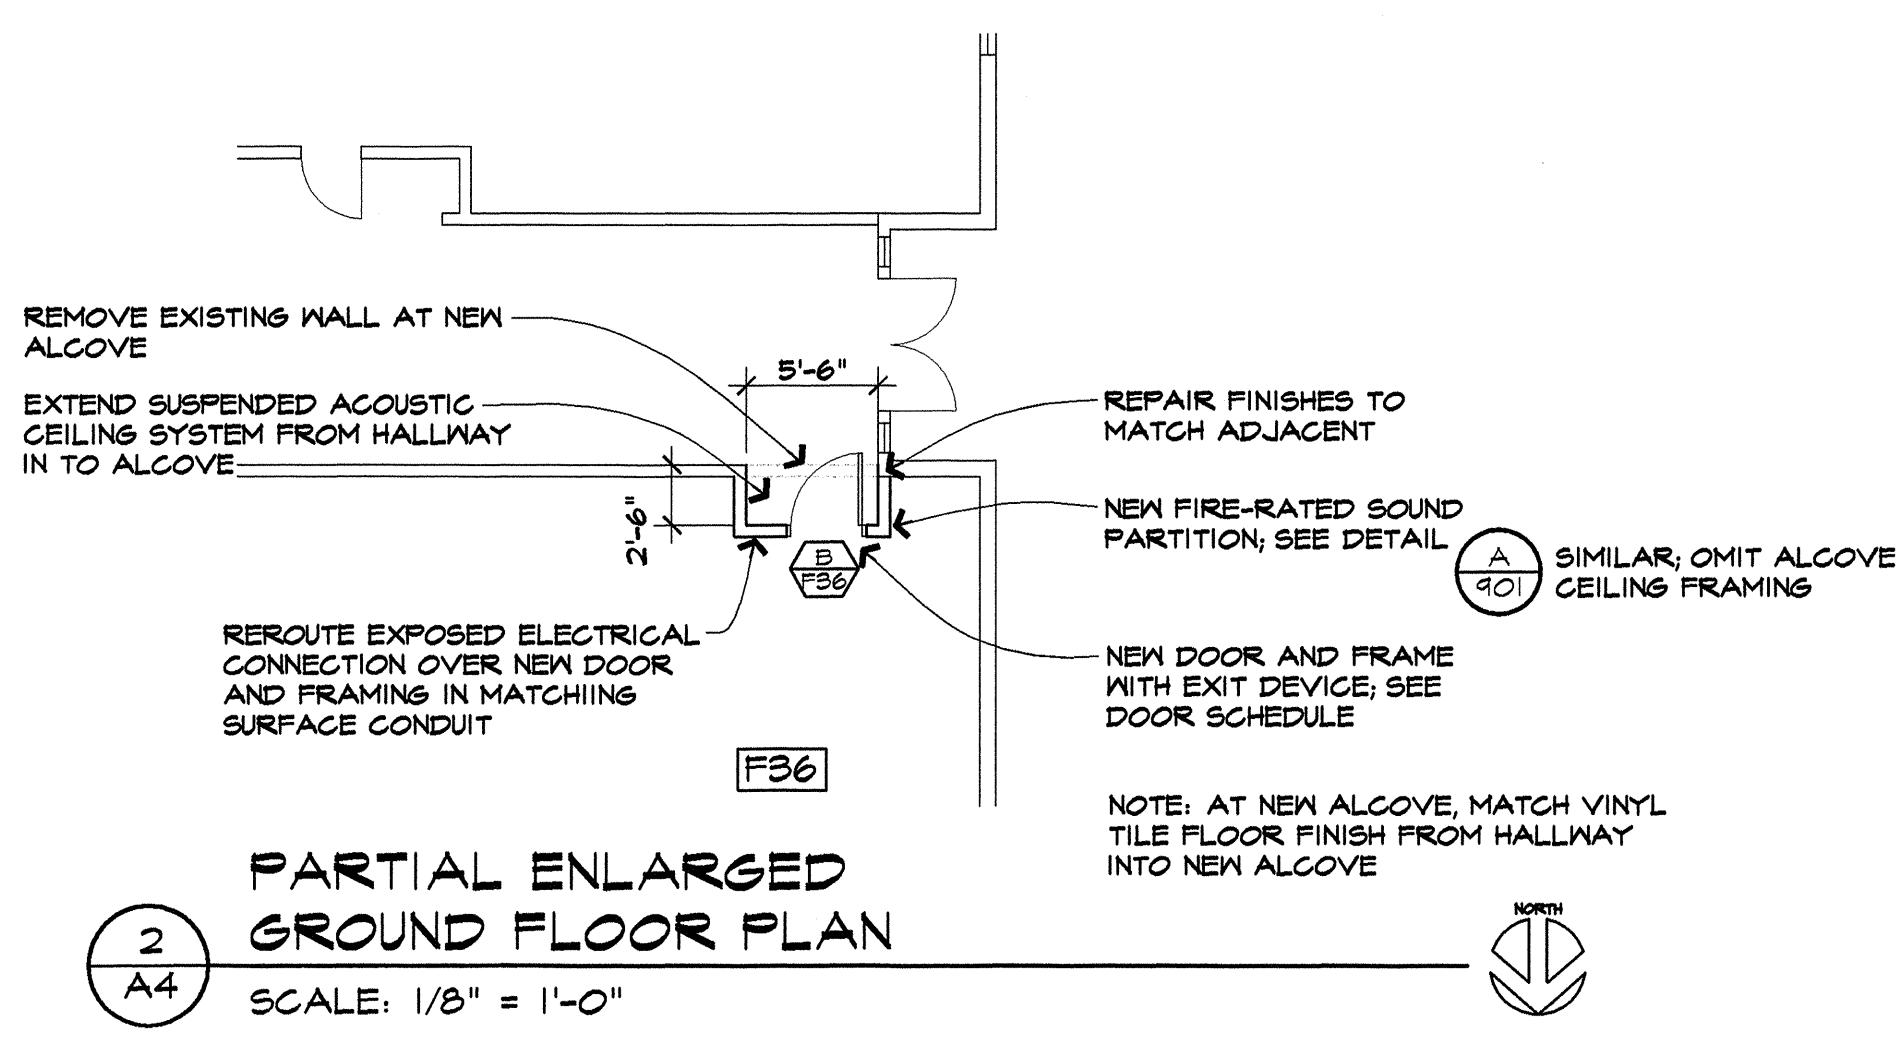 REMOVE EXISTING WALL AT NEW
ALCOVE
EXTEND SUSPENDED ACOUSTIC
CEILING SYSTEM FROM HALLWAY
IN TO ALCOVE
5'-6"
2'-6"
REPAIR FINISHES TO
MATCH ADJACENT
NEW FIRE-RATED SOUND
PARTITION; SEE DETAIL
A
901
SIMILAR; OMIT ALCOVE
CEILING FRAMING
B
F36
REROUTE EXPOSED ELECTRICAL
CONNECTION OVER NEW DOOR
AND FRAMING IN MATCHIING
SURFACE CONDUIT
NEW DOOR AND FRAME
WITH EXIT DEVICE; SEE
DOOR SCHEDULE
F36
NOTE: AT NEW ALCOVE, MATCH VINYL
TILE FLOOR FINISH FROM HALLWAY
INTO NEW ALCOVE
PARTIAL ENLARGED
GROUND FLOOR PLAN
2
A4
SCALE: 1/8" = 1'-0"
NORTH